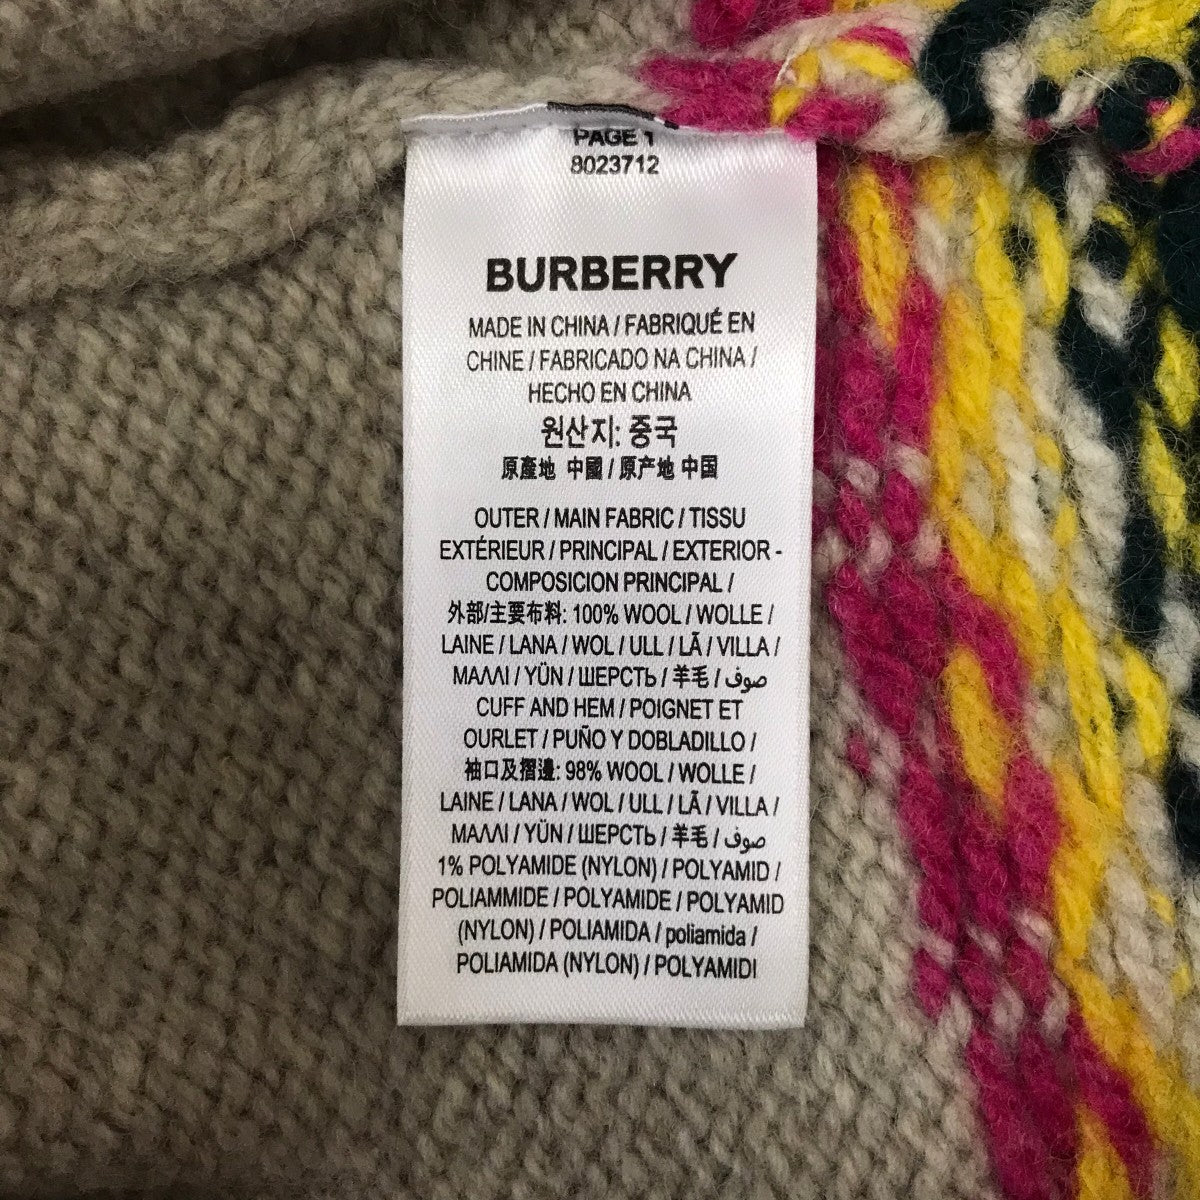 PAGE 1
8023712
BURBERRY
MADE IN CHINA / FABRIQUÉ EN
CHINE / FABRICADO NA CHINA /
HECHO EN CHINA
원산지: 중국
原產地 中國 / 原产地 中国
OUTER / MAIN FABRIC / TISSU
EXTÉRIEUR / PRINCIPAL / EXTERIOR -
COMPOSICION PRINCIPAL /
外部/主要布料: 100% WOOL / WOLLE /
LAINE / LANA / WOL / ULL / LÃ / VILLA /
ΜΑΛΛΙ / YÜN / ШЕРСТЬ / 羊毛 / صوف
CUFF AND HEM / POIGNET ET
OURLET / PUÑO Y DOBLADILLO /
袖口及摺邊: 98% WOOL / WOLLE /
LAINE / LANA / WOL / ULL / LÃ / VILLA /
ΜΑΛΛΙ / YÜN / ШЕРСТЬ / 羊毛 / صوف
1% POLYAMIDE (NYLON) / POLYAMID /
POLIAMMIDE / POLYAMIDE / POLYAMID
(NYLON) / POLIAMIDA / poliamida /
POLIAMIDA (NYLON) / POLYAMIDI